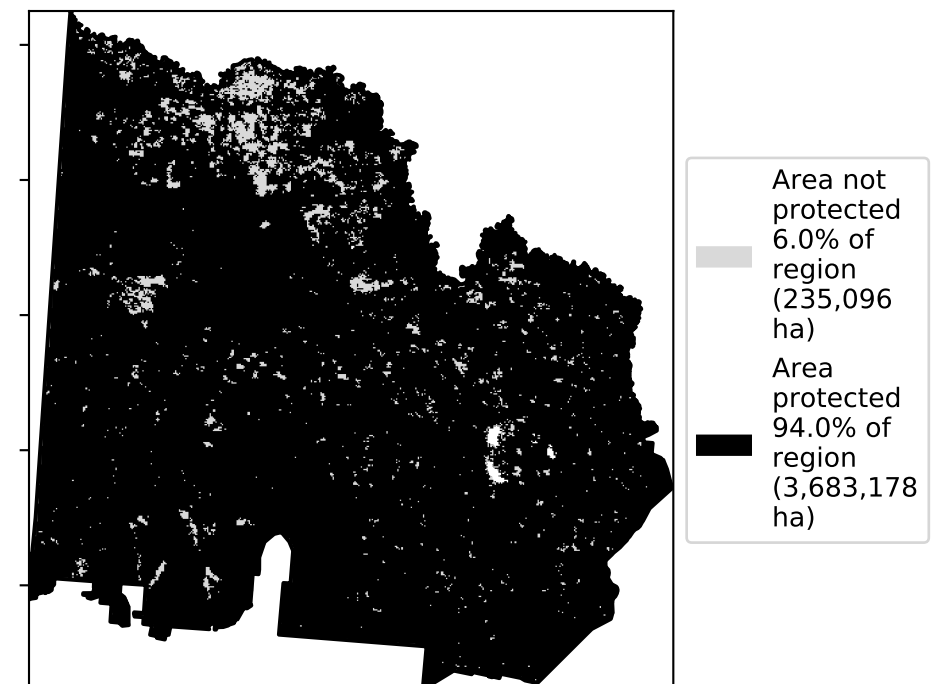 Area not
protected
6.0% of
region
(235,096
ha)
Area
protected
94.0% of
region
(3,683,178
ha)